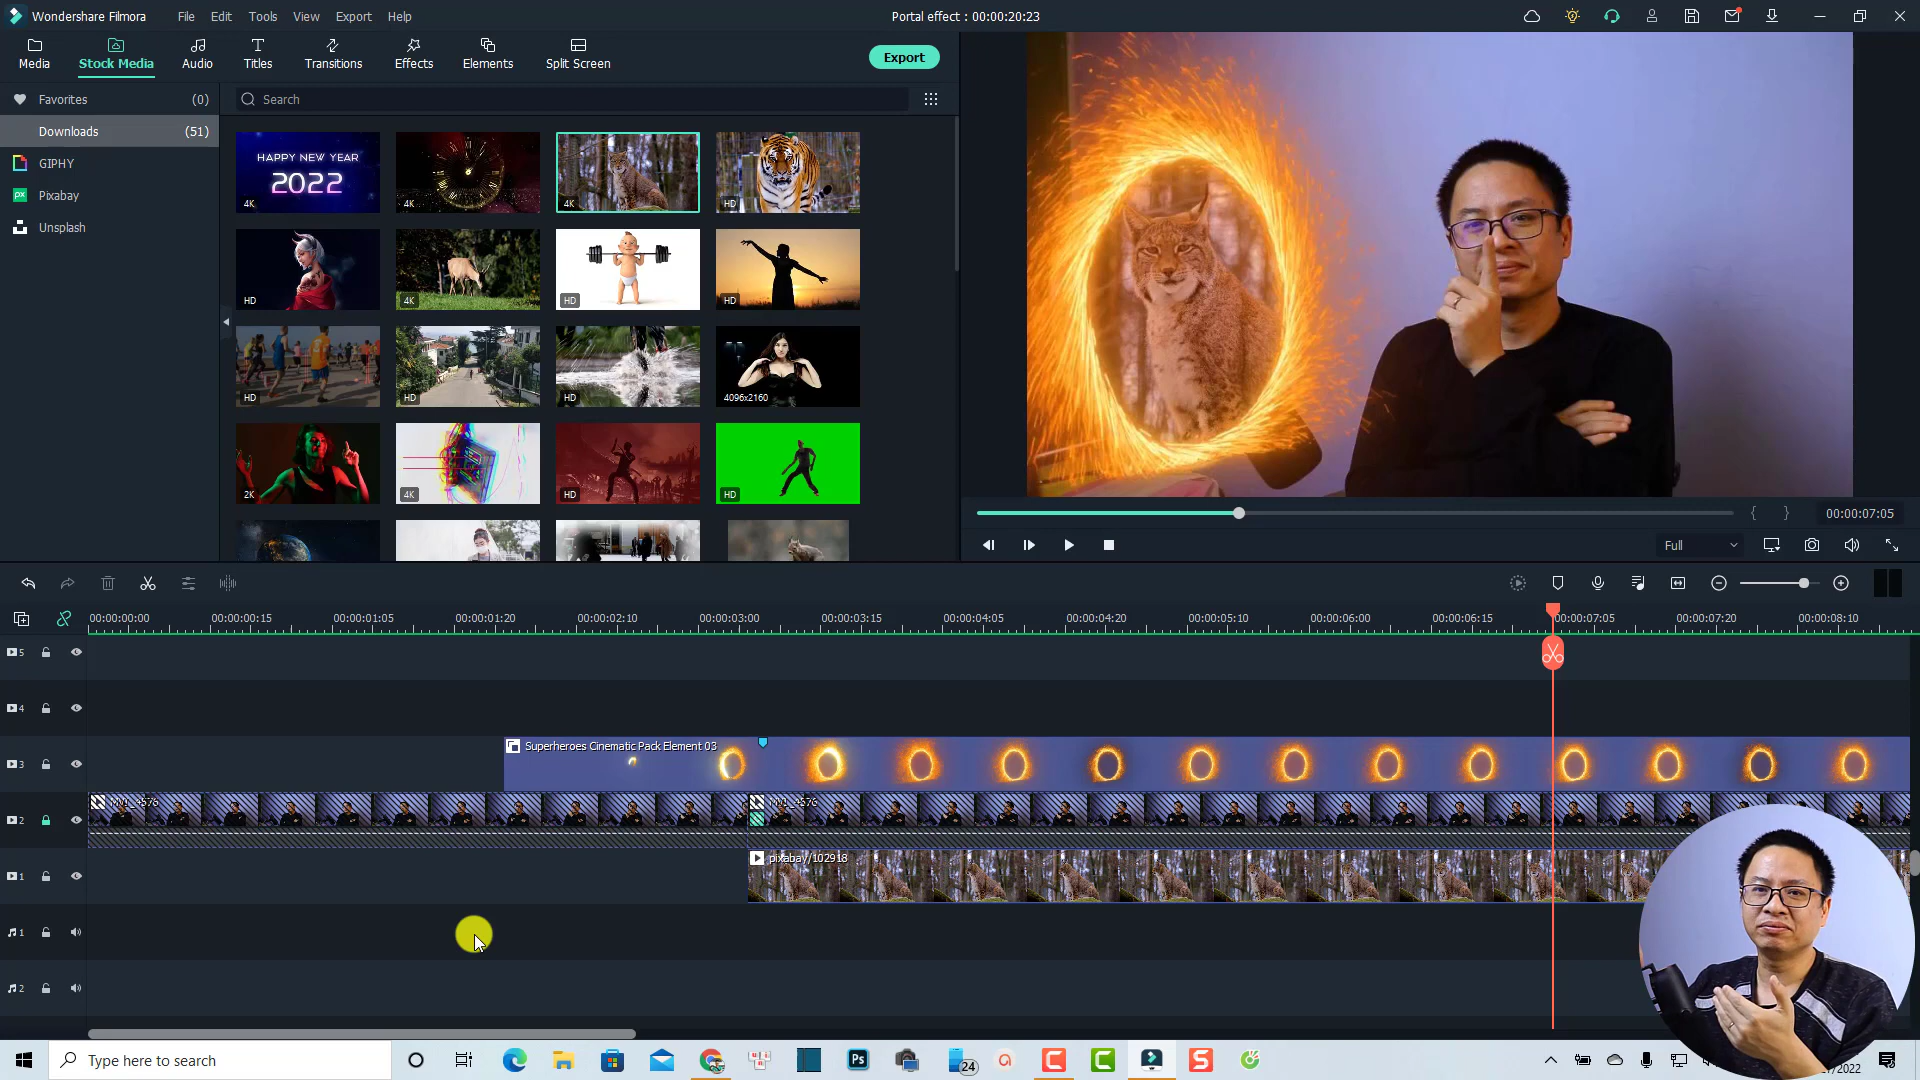 Wondershare Filmora File Edit Tools View Export Help Portal effect : 00:00:20:23
Media Stock Media Audio Titles Transitions Effects Elements Split Screen Export
Favorites (0) Search
Downloads (51)
GIPHY
Pixabay
Unsplash
HAPPY NEW YEAR
2022
4K 4K 4K HD
HD 4K HD HD
HD HD HD 4096x2160
2K 4K HD HD
{ } 00:00:07:05
Full
00:00:00:00 00:00:00:15 00:00:01:05 00:00:01:20 00:00:02:10 00:00:03:00 00:00:03:15 00:00:04:05 00:00:04:20 00:00:05:10 00:00:06:00 00:00:06:15 00:00:07:05 00:00:07:20 00:00:08:10
5
4
3 Superheroes Cinematic Pack Element 03
2 MVI_4576 MVI_4576
1 pixabay/102918
1
2
Type here to search Ps 24 S /2022